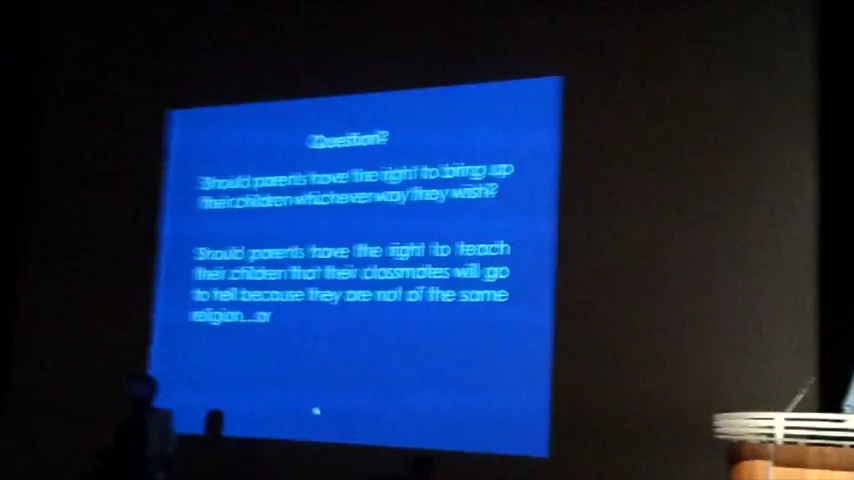 Question?
Should parents have the right to bring up
their children whichever way they wish?
Should parents have the right to teach
their children that their classmates will go
to hell because they are not of the same
religion...or